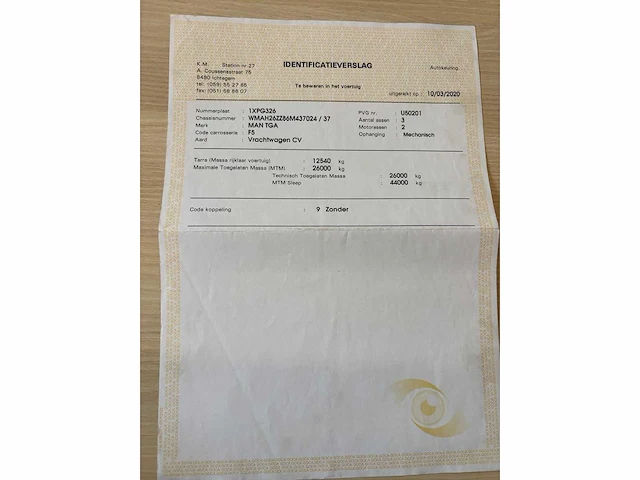 K.M. Station nr. 27
IDENTIFICATIEVERSLAG
Autokeuring
A. Coussensstraat 75
8480 Ichtegem
tel: (059) 55 27 85
fax: (051) 58 86 07
Te bewaren in het voertuig
uitgereikt op : 10/03/2020
Nummerplaat : 1XPG326
PVG nr. : U50201
Chassisnummer : WMAH26ZZ86M437024 / 37
Aantal assen : 3
Merk : MAN TGA
Motorassen : 2
Code carrosserie : F5
Ophanging : Mechanisch
Aard : Vrachtwagen CV
Tarra (Massa rijklaar voertuig) : 12540 kg
Maximale Toegelaten Massa (MTM) : 26000 kg
Technisch Toegelaten Massa : 26000 kg
MTM Sleep : 44000 kg
Code koppeling : 9 Zonder